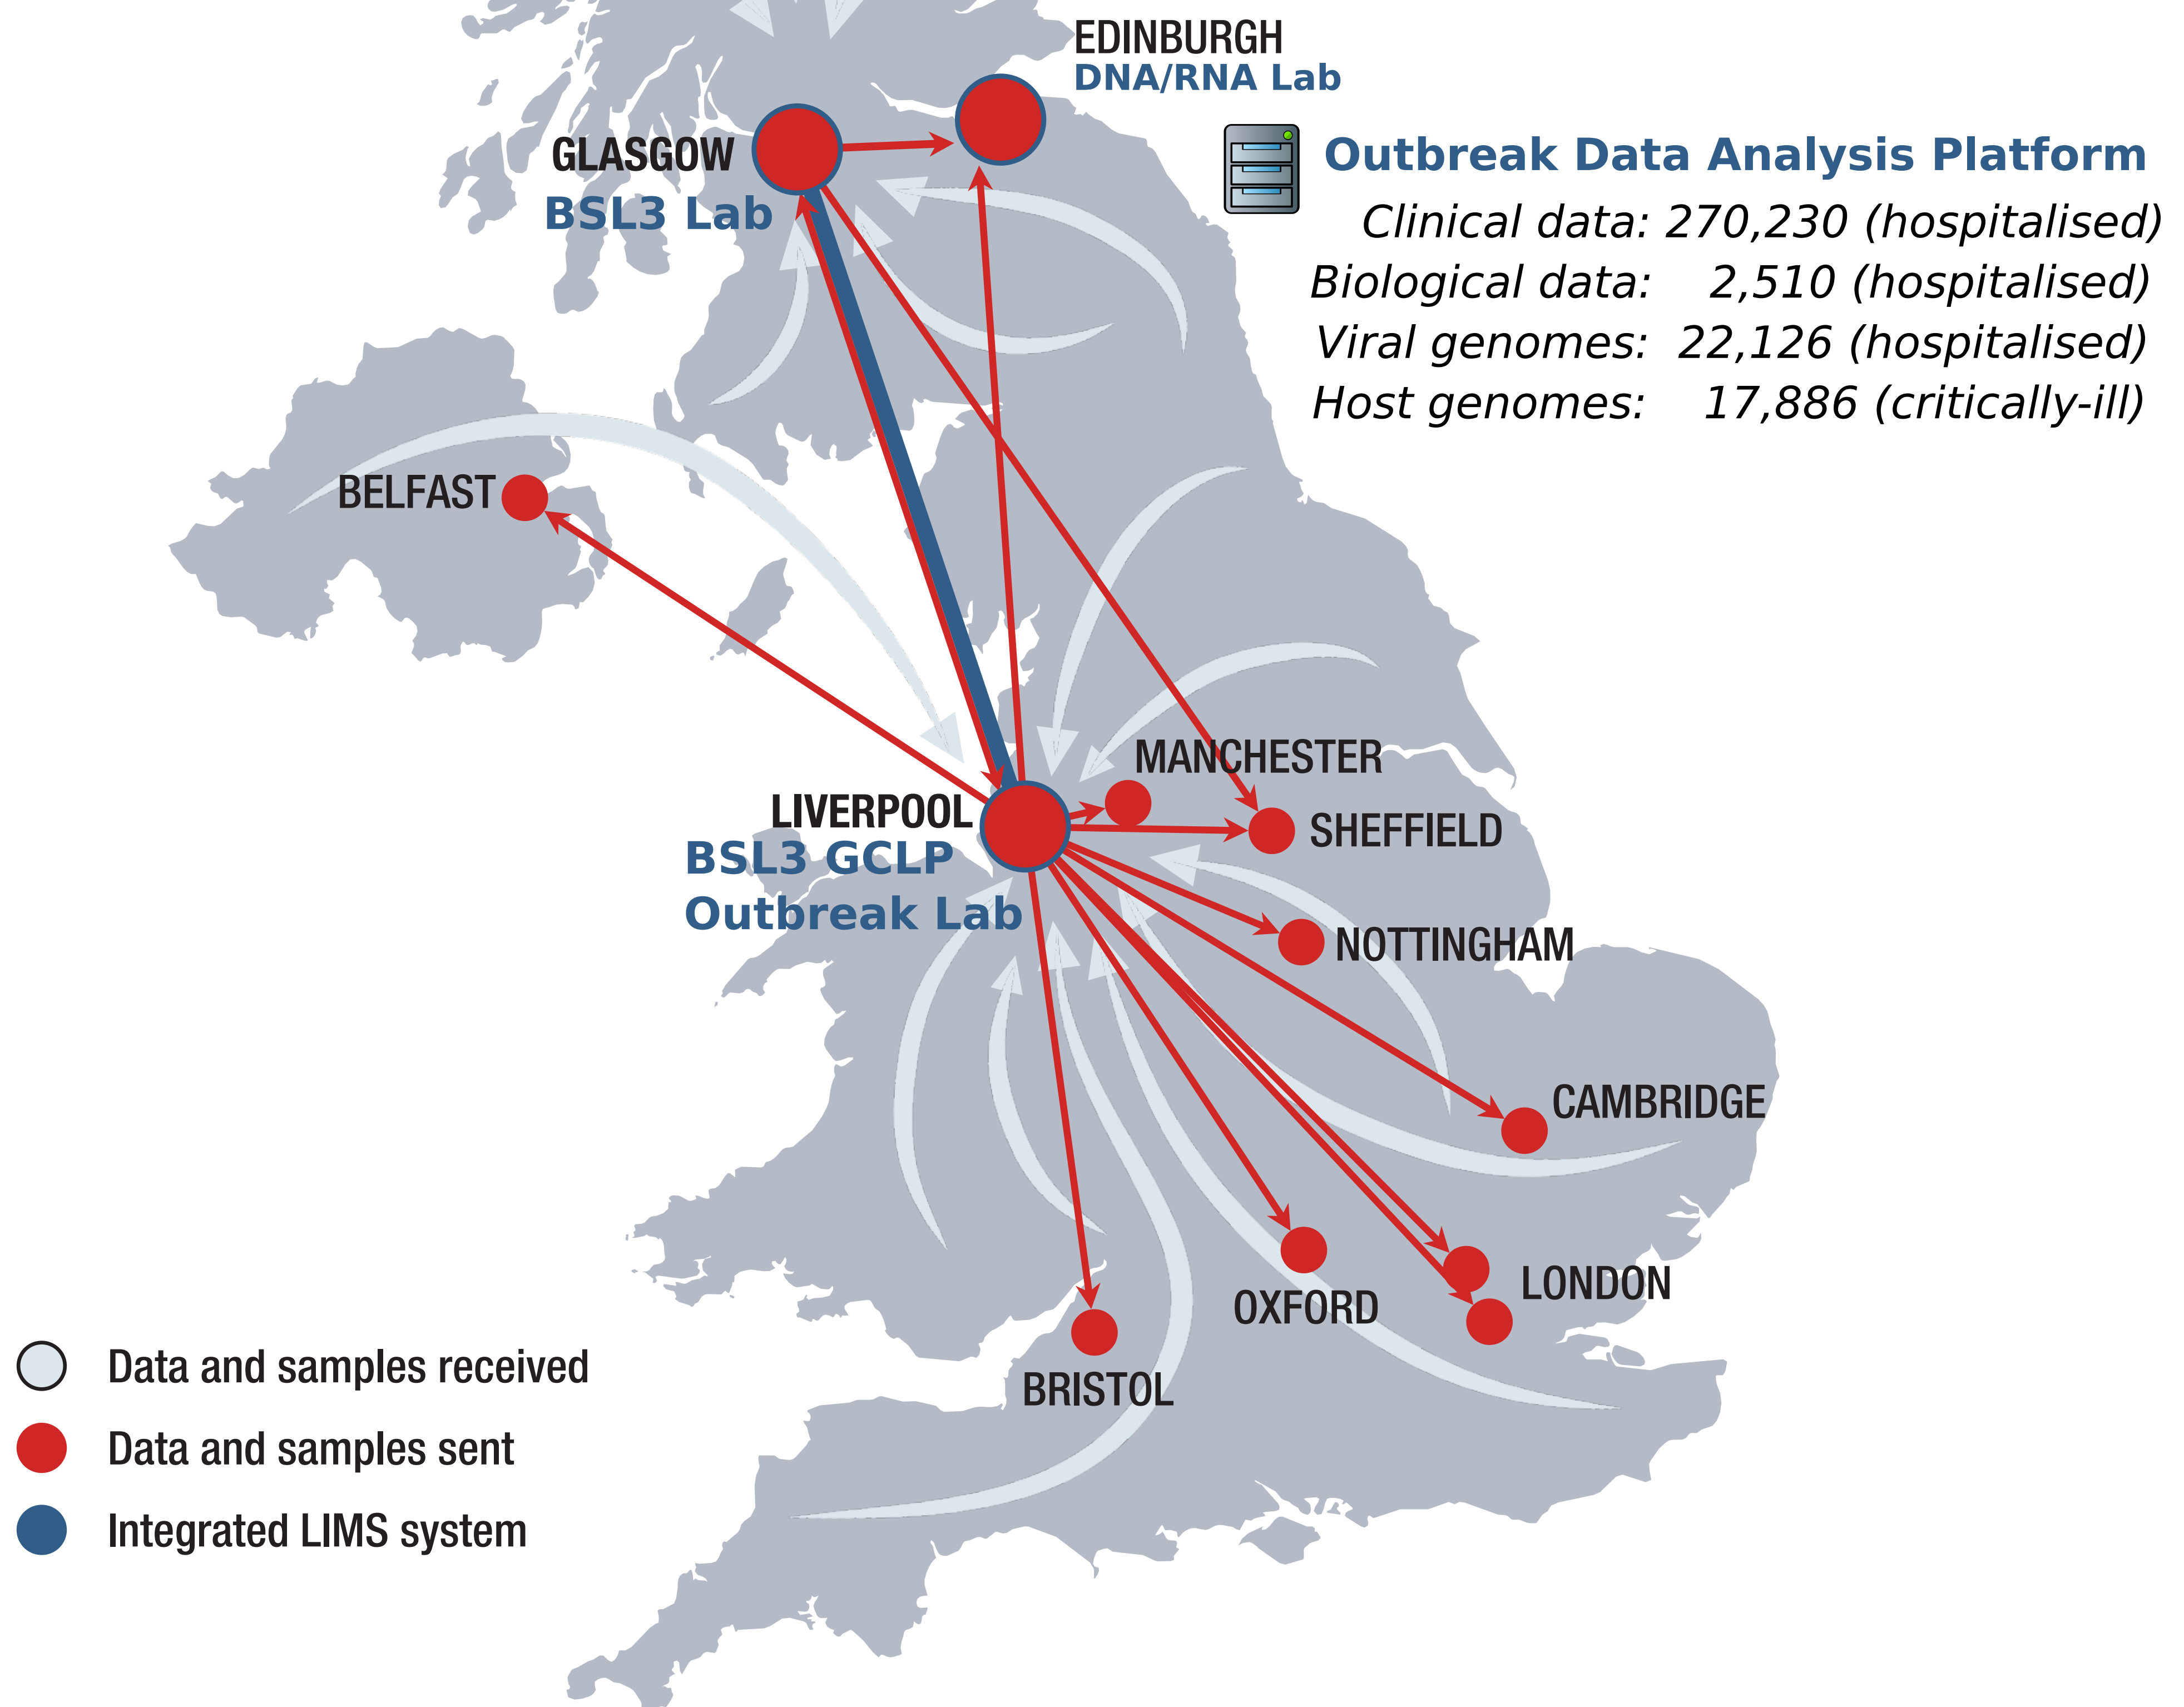 EDINBURGH
DNA/RNA Lab
GLASGOW
BSL3 Lab
Outbreak Data Analysis Platform
Clinical data: 270,230 (hospitalised)
Biological data: 2,510 (hospitalised)
Viral genomes: 22,126 (hospitalised)
Host genomes: 17,886 (critically-ill)
BELFAST
MANCHESTER
LIVERPOOL
BSL3 GCLP
Outbreak Lab
SHEFFIELD
NOTTINGHAM
CAMBRIDGE
LONDON
OXFORD
BRISTOL
Data and samples received
Data and samples sent
Integrated LIMS system